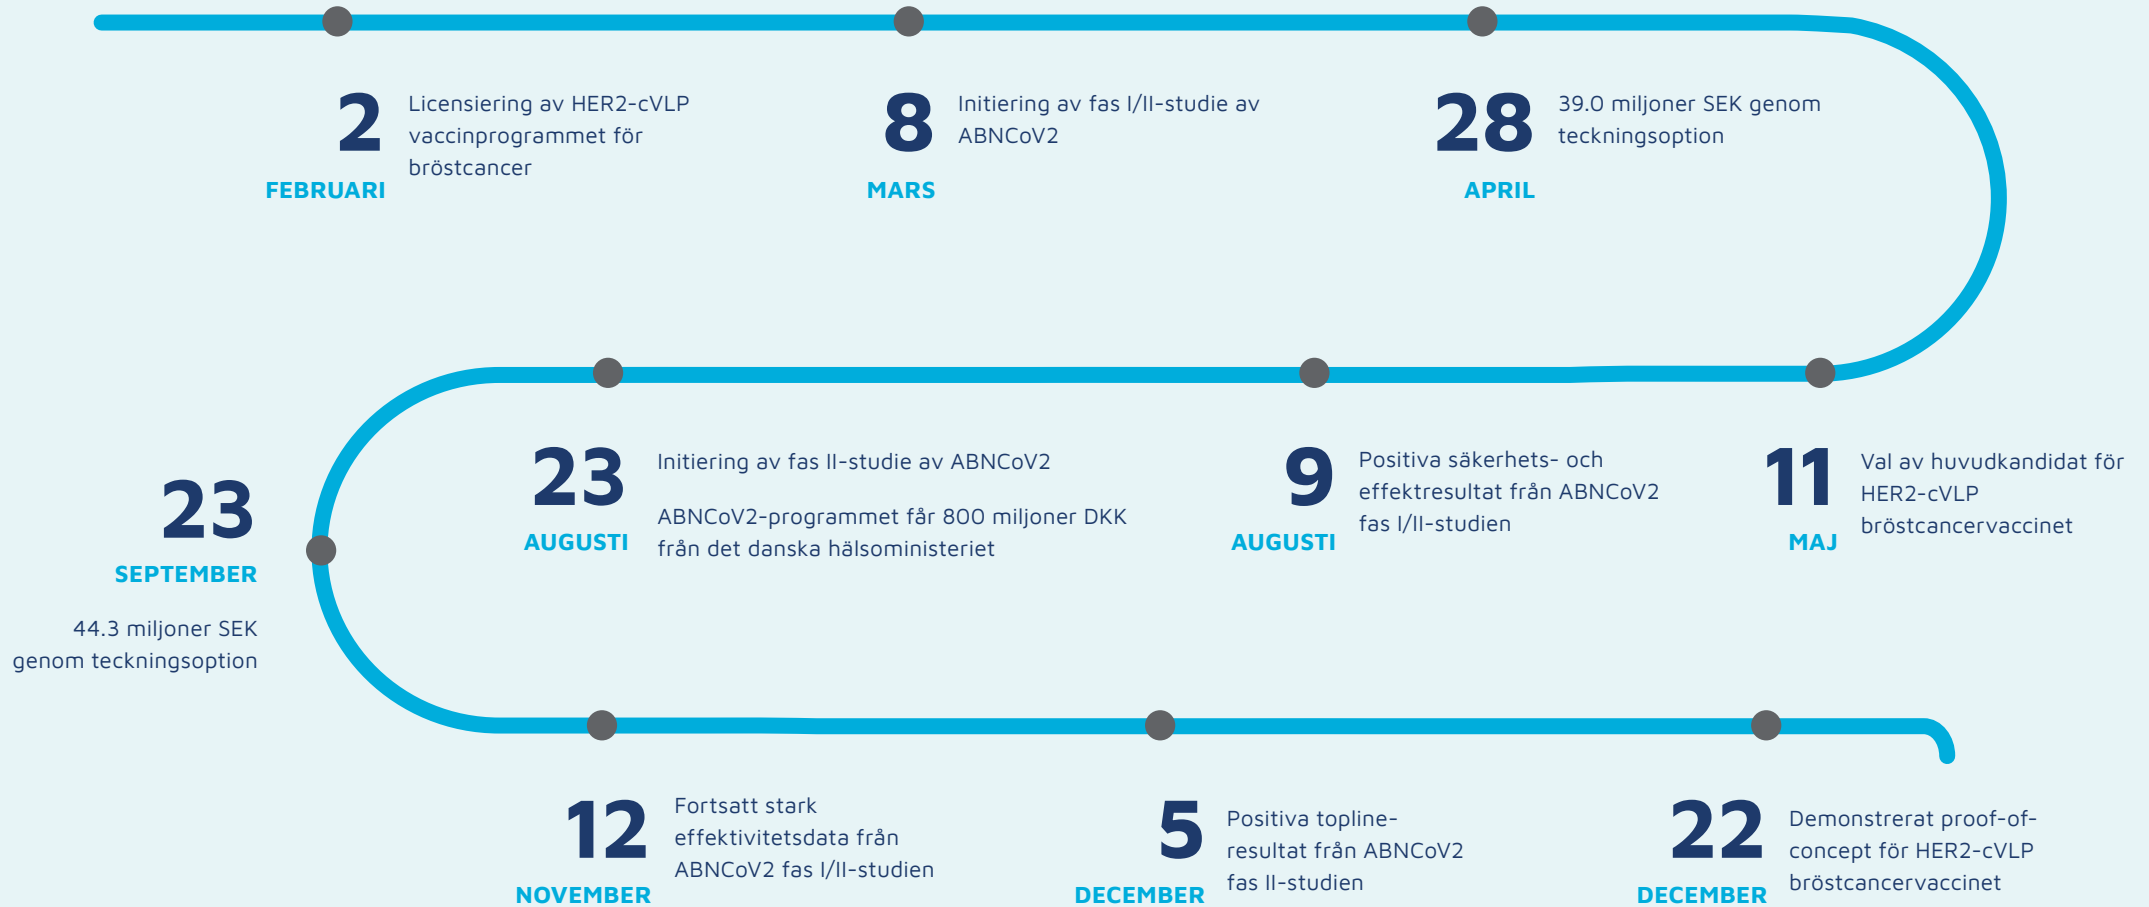 2
FEBRUARI
Licensiering av HER2-cVLP
vaccinprogrammet för
bröstcancer
8
MARS
Initiering av fas I/II-studie av
ABNCoV2
28
APRIL
39.0 miljoner SEK genom
teckningsoption
11
MAJ
Val av huvudkandidat för
HER2-cVLP
bröstcancervaccinet
9
AUGUSTI
Positiva säkerhets- och
effektresultat från ABNCoV2
fas I/II-studien
23
AUGUSTI
Initiering av fas II-studie av ABNCoV2
ABNCoV2-programmet får 800 miljoner DKK
från det danska hälsoministeriet
23
SEPTEMBER
44.3 miljoner SEK
genom teckningsoption
12
NOVEMBER
Fortsatt stark
effektivitetsdata från
ABNCoV2 fas I/II-studien
5
DECEMBER
Positiva topline-
resultat från ABNCoV2
fas II-studien
22
DECEMBER
Demonstrerat proof-of-
concept för HER2-cVLP
bröstcancervaccinet